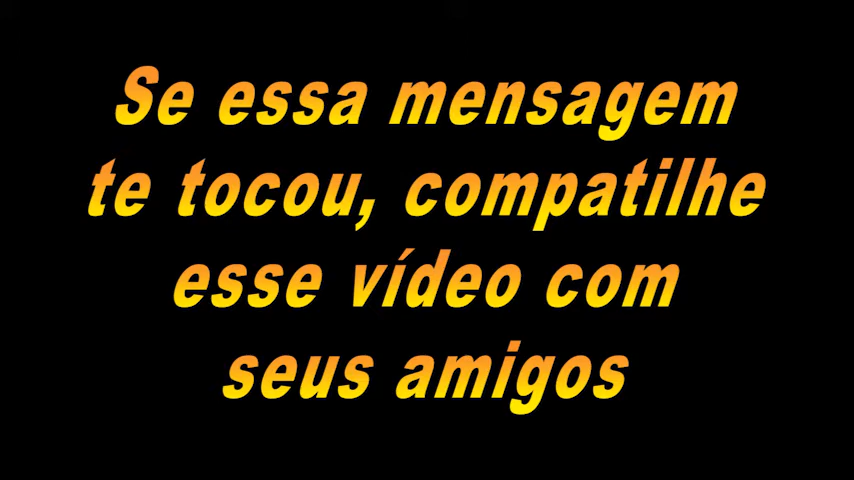 Se essa mensagem
te tocou, compatilhe
esse vídeo com
seus amigos